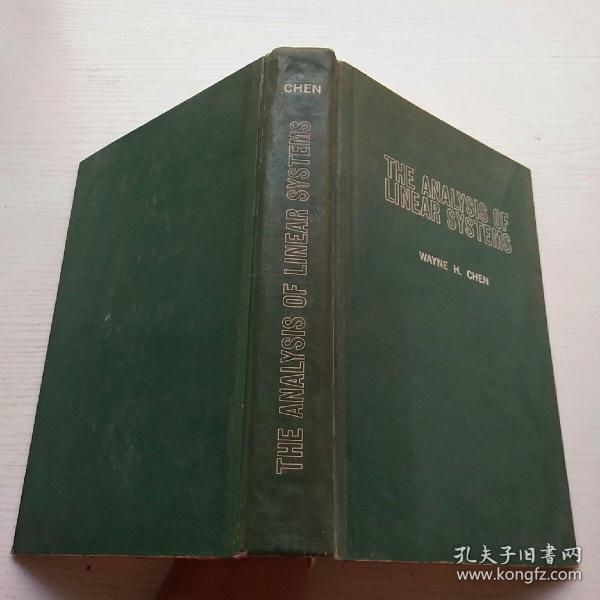 CHEN
THE ANALYSIS OF LINEAR SYSTEMS
THE ANALYSIS OF
LINEAR SYSTEMS
WAYNE H. CHEN
孔夫子旧書网
www.kongfz.com